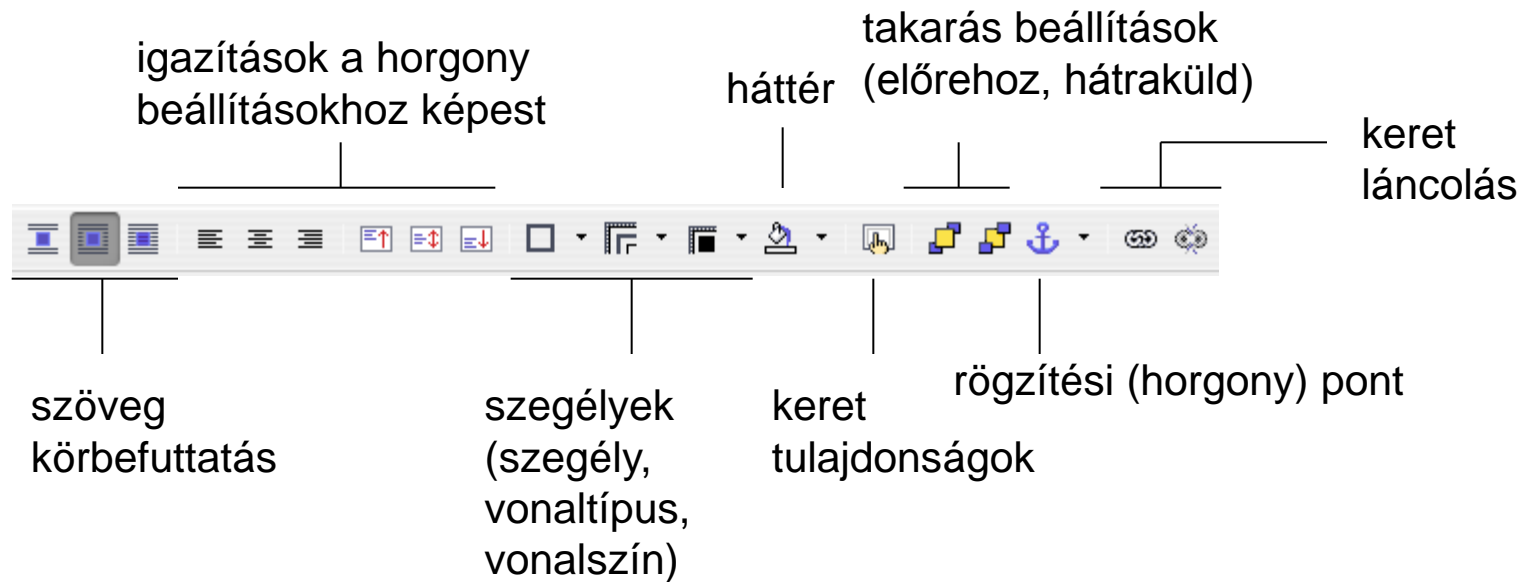 igazítások a horgony
beállításokhoz képest
háttér
takarás beállítások
(előrehoz, hátraküld)
keret
láncolás
szöveg
körbefuttatás
szegélyek
(szegély,
vonaltípus,
vonalszín)
keret
tulajdonságok
rögzítési (horgony) pont